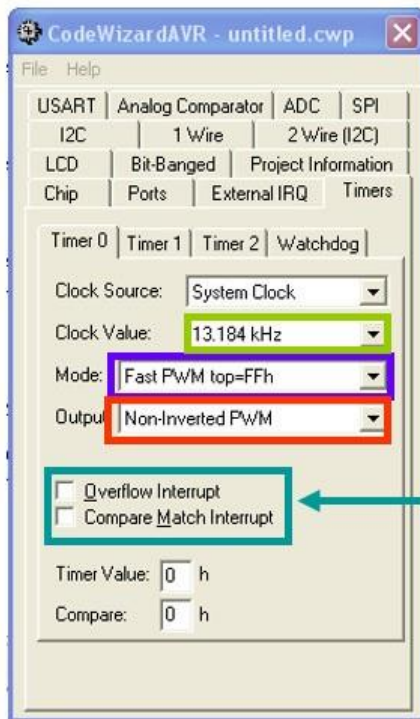 CodeWizardAVR - untitled.cwp
File Help
USART Analog Comparator ADC SPI
I2C 1 Wire 2 Wire (I2C)
LCD Bit-Banged Project Information
Chip Ports External IRQ Timers
Timer 0 Timer 1 Timer 2 Watchdog
Clock Source: System Clock
Clock Value: 13.184 kHz
Mode: Fast PWM top=FFh
Output Non-Inverted PWM
Overflow Interrupt
Compare Match Interrupt
Timer Value: 0 h
Compare: 0 h